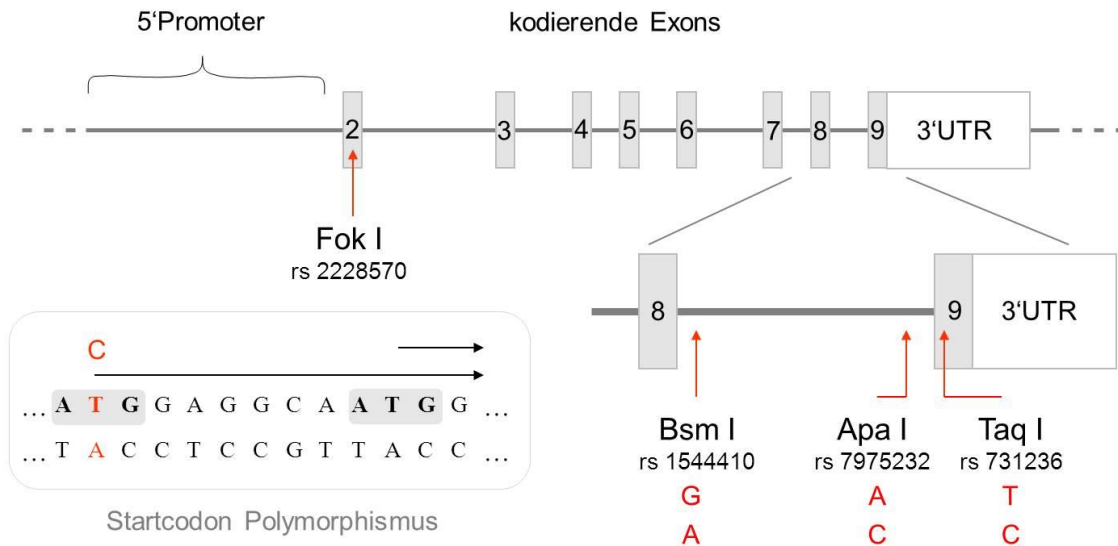 5‘Promoter
kodierende Exons
2 3 4 5 6 7 8 9 3‘UTR
Fok I
rs 2228570
8 9 3‘UTR
C
... A T G G A G G C A A T G G ...
... T A C C T C C G T T A C C ...
Startcodon Polymorphismus
Bsm I
rs 1544410
G
A
Apa I
rs 7975232
A
C
Taq I
rs 731236
T
C